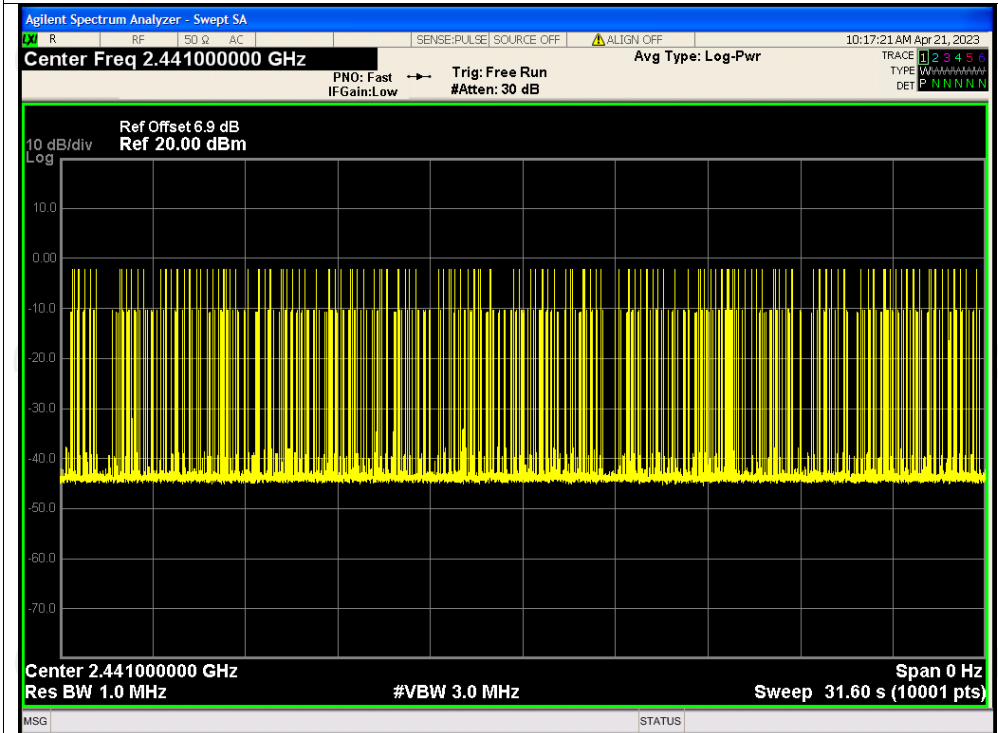 Agilent Spectrum Analyzer - Swept SA
LXI R RF 50 Ω AC SENSE:PULSE SOURCE OFF ALIGN OFF 10:17:21 AM Apr 21, 2023
Center Freq 2.441000000 GHz Avg Type: Log-Pwr TRACE 1 2 3 4 5 6
PNO: Fast Trig: Free Run TYPE W
IFGain:Low #Atten: 30 dB DET P N N N N N
Ref Offset 6.9 dB
10 dB/div Ref 20.00 dBm
Log
10.0
0.00
-10.0
-20.0
-30.0
-40.0
-50.0
-60.0
-70.0
Center 2.441000000 GHz Span 0 Hz
Res BW 1.0 MHz #VBW 3.0 MHz Sweep 31.60 s (10001 pts)
MSG STATUS